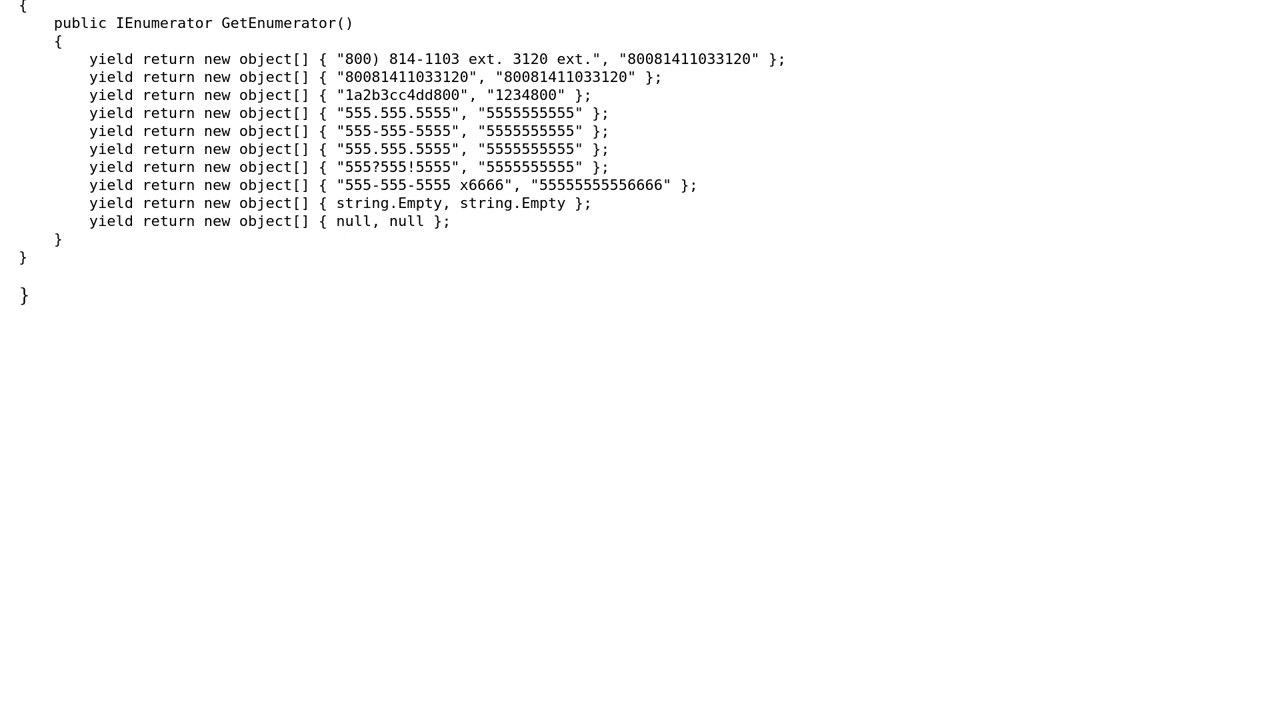 {
    public IEnumerator GetEnumerator()
    {
        yield return new object[] { "800) 814-1103 ext. 3120 ext.", "80081411033120" };
        yield return new object[] { "80081411033120", "80081411033120" };
        yield return new object[] { "1a2b3cc4dd800", "1234800" };
        yield return new object[] { "555.555.5555", "5555555555" };
        yield return new object[] { "555-555-5555", "5555555555" };
        yield return new object[] { "555.555.5555", "5555555555" };
        yield return new object[] { "555?555!5555", "5555555555" };
        yield return new object[] { "555-555-5555 x6666", "55555555556666" };
        yield return new object[] { string.Empty, string.Empty };
        yield return new object[] { null, null };
    }
}
}